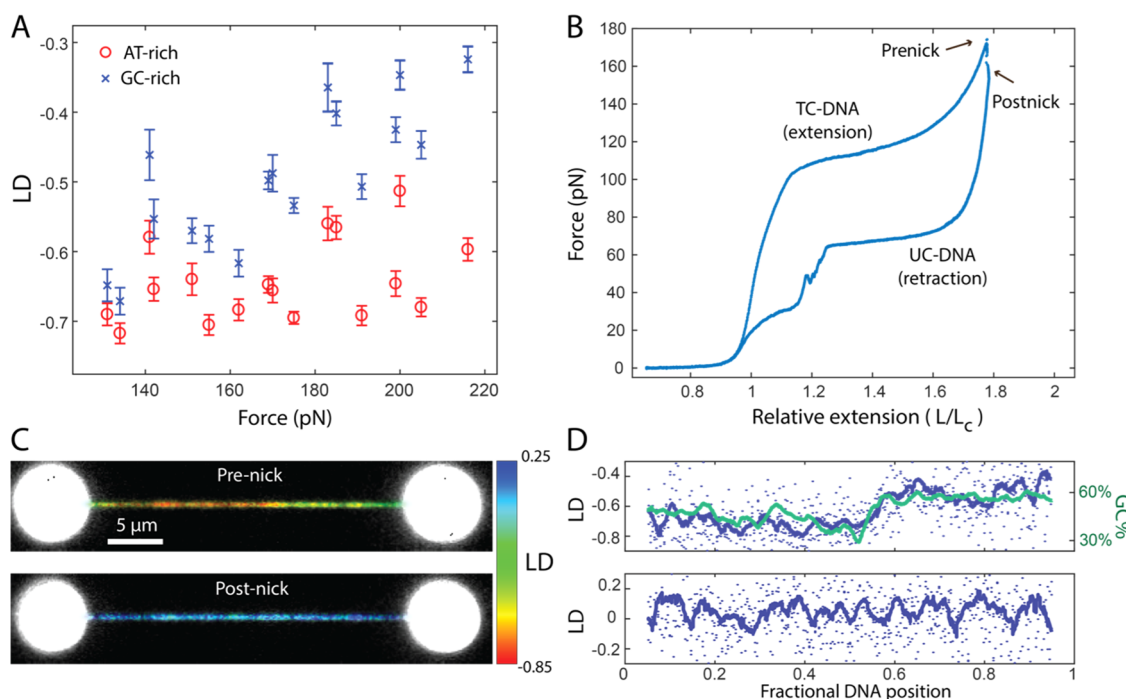 A
-0.3
-0.4
-0.5
-0.6
-0.7
LD
AT-rich
GC-rich
140 160 180 200 220
Force (pN)
B
180
160
140
120
100
80
60
40
20
0
Force (pN)
Prenick
Postnick
TC-DNA
(extension)
UC-DNA
(retraction)
0.8 1 1.2 1.4 1.6 1.8 2
Relative extension ( L/Lc )
C
Pre-nick
5 μm
Post-nick
0.25
LD
-0.85
D
-0.4
-0.6
-0.8
LD
60%
30%
GC%
0.2
0
-0.2
LD
0 0.2 0.4 0.6 0.8 1
Fractional DNA position